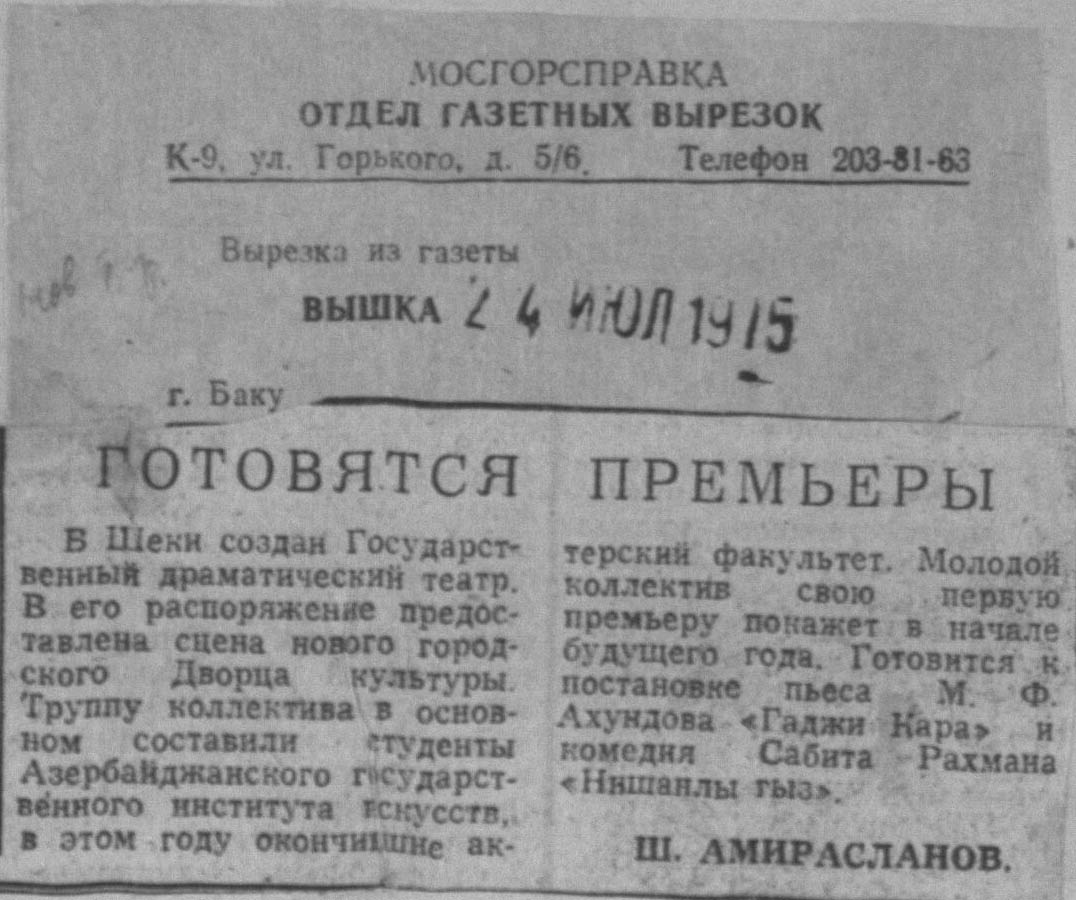 МОСГОРСПРАВКА
ОТДЕЛ ГАЗЕТНЫХ ВЫРЕЗОК
К-9, ул. Горького, д. 5/6. Телефон 203-81-63
Вырезка из газеты
ВЫШКА 24 ИЮЛ 1975
г. Баку
ГОТОВЯТСЯ ПРЕМЬЕРЫ
В Шеки создан Государст-
венный драматический театр.
В его распоряжение предос-
тавлена сцена нового город-
ского Дворца культуры.
Труппу коллектива в основ-
ном составили студенты
Азербайджанского государст-
венного института искусств,
в этом году окончившие ак-
терский факультет. Молодой
коллектив свою первую
премьеру покажет в начале
будущего года. Готовится к
постановке пьеса М. Ф.
Ахундова «Гаджи Кара» и
комедия Сабита Рахмана
«Нишанлы гыз».
Ш. АМИРАСЛАНОВ.